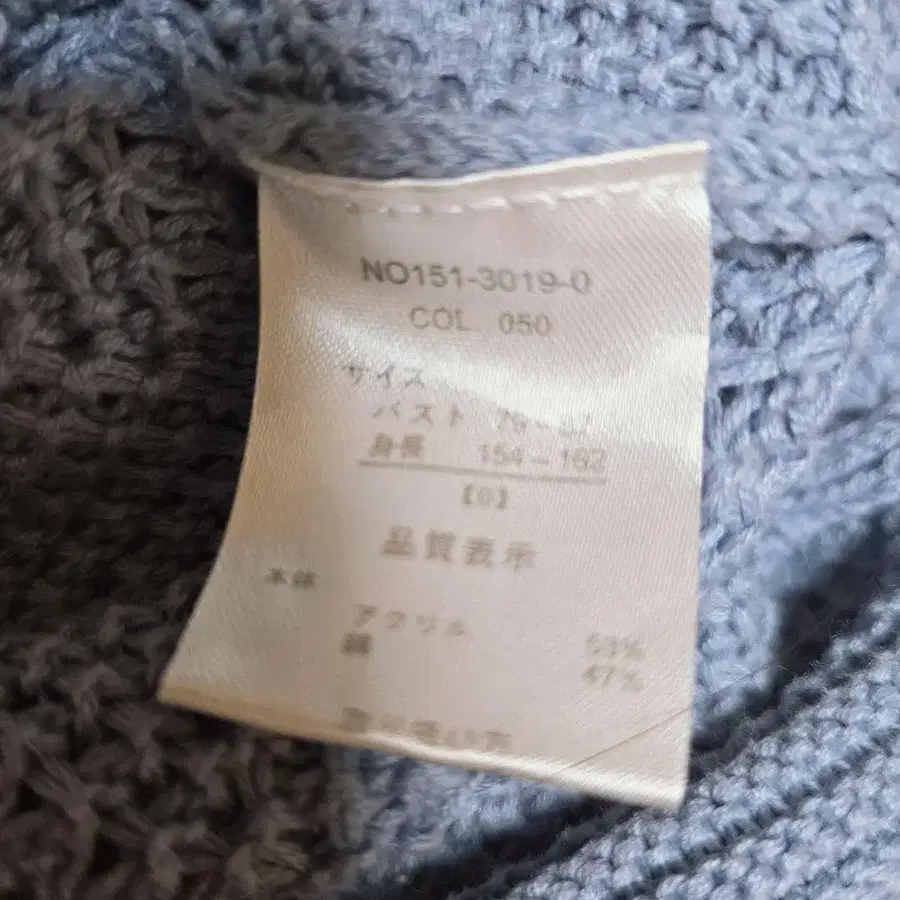 NO151-3019-0
COL. 050
サイズ
バスト
身長 154-162
【0】
品質表示
本体
アクリル 53%
綿 47%